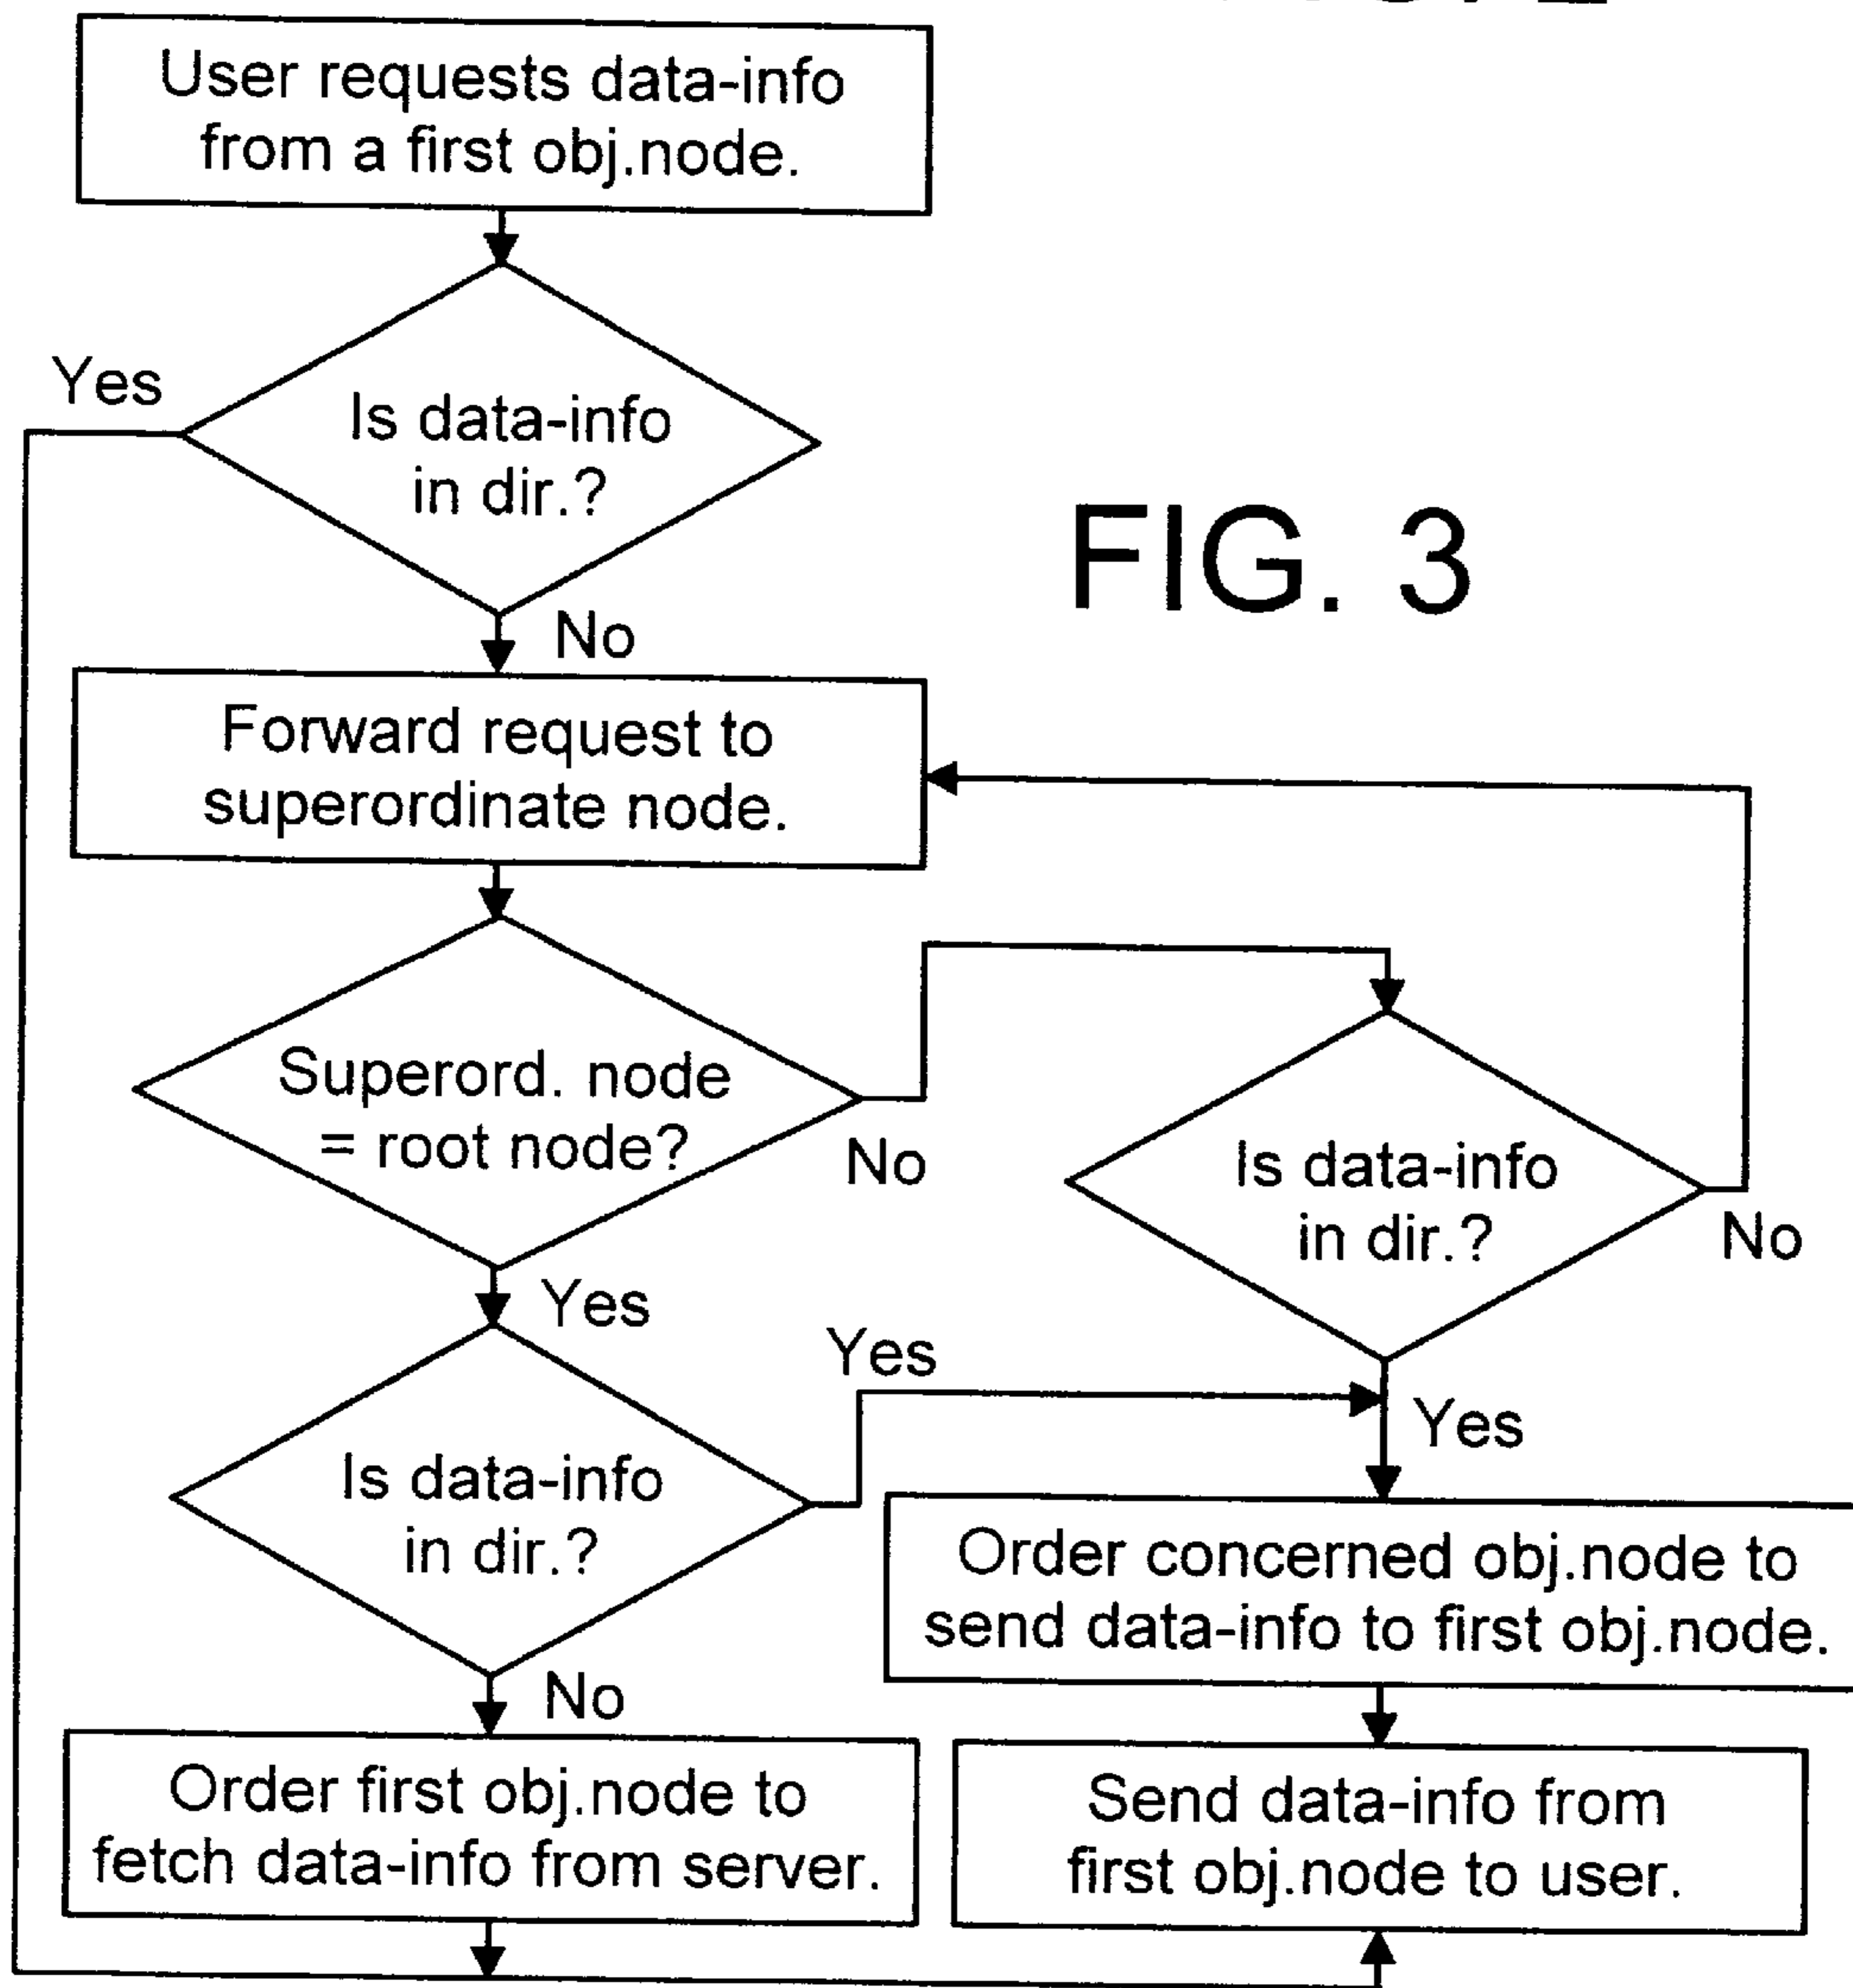 User requests data-info
from a first obj.node.
Yes
Is data-info
in dir.?
FIG. 3
No
Forward request to
superordinate node.
Superord. node
= root node?
No
Is data-info
in dir.?
No
Yes
Yes
Yes
Is data-info
in dir.?
Order concerned obj.node to
send data-info to first obj.node.
No
Order first obj.node to
fetch data-info from server.
Send data-info from
first obj.node to user.